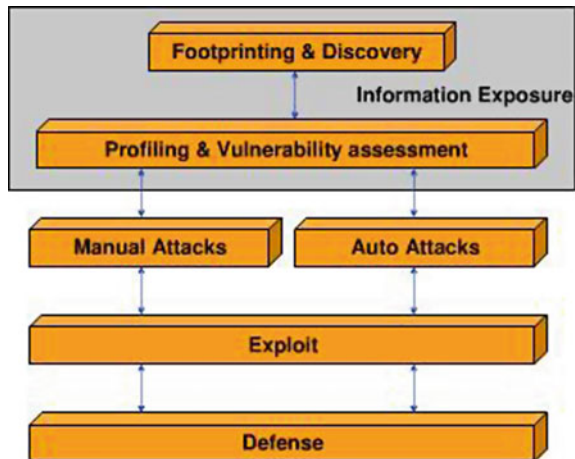 Footprinting & Discovery
Information Exposure
Profiling & Vulnerability assessment
Manual Attacks
Auto Attacks
Exploit
Defense